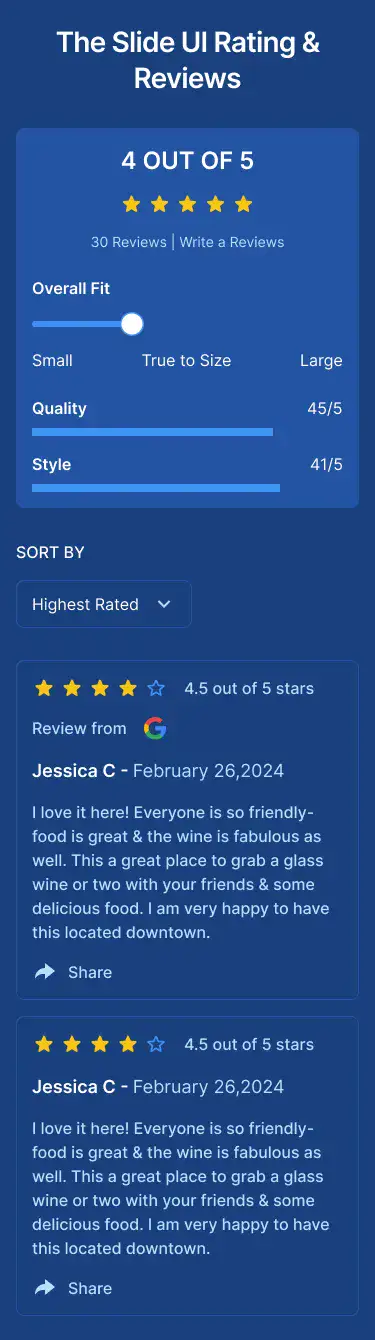 The Slide UI Rating &
Reviews
4 OUT OF 5
30 Reviews | Write a Reviews
Overall Fit
Small True to Size Large
Quality 45/5
Style 41/5
SORT BY
Highest Rated
4.5 out of 5 stars
Review from
Jessica C - February 26,2024
I love it here! Everyone is so friendly-
food is great & the wine is fabulous as
well. This a great place to grab a glass
wine or two with your friends & some
delicious food. I am very happy to have
this located downtown.
Share
4.5 out of 5 stars
Jessica C - February 26,2024
I love it here! Everyone is so friendly-
food is great & the wine is fabulous as
well. This a great place to grab a glass
wine or two with your friends & some
delicious food. I am very happy to have
this located downtown.
Share